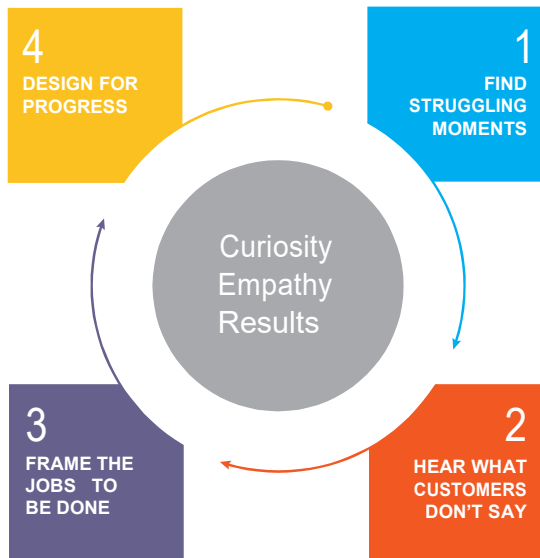 4
DESIGN FOR
PROGRESS
1
FIND
STRUGGLING
MOMENTS
Curiosity
Empathy
Results
3
FRAME THE
JOBS TO
BE DONE
2
HEAR WHAT
CUSTOMERS
DON'T SAY